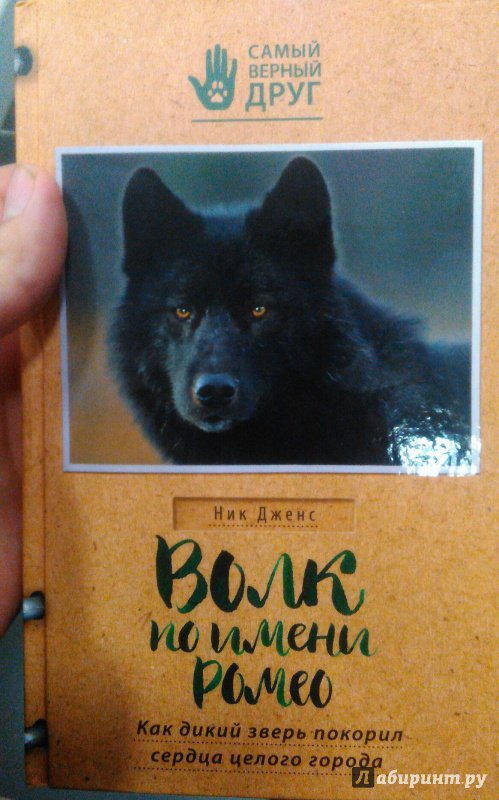 САМЫЙ
ВЕРНЫЙ
ДРУГ
Ник Дженс
Волк
по имени
Ромео
Как дикий зверь покорил
сердца целого города
Лабиринт.ру